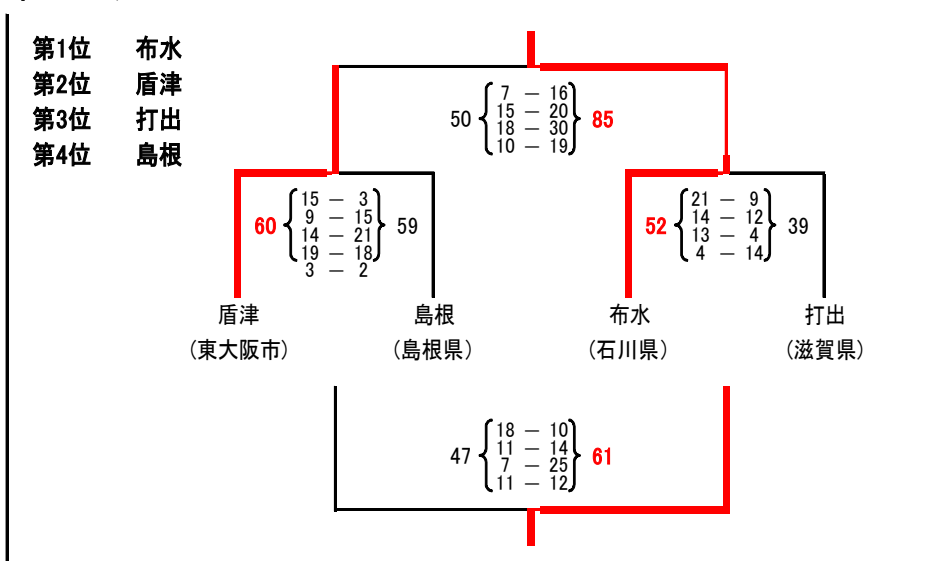 第1位 布水
第2位 盾津
第3位 打出
第4位 島根
7 － 16
15 － 20
50 18 － 30 85
10 － 19
15 － 3
9 － 15
60 14 － 21 59
19 － 18
3 － 2
21 － 9
14 － 12
52 13 － 4 39
4 － 14
盾津 島根 布水 打出
（東大阪市） （島根県） （石川県） （滋賀県）
18 － 10
11 － 14
47 7 － 25 61
11 － 12